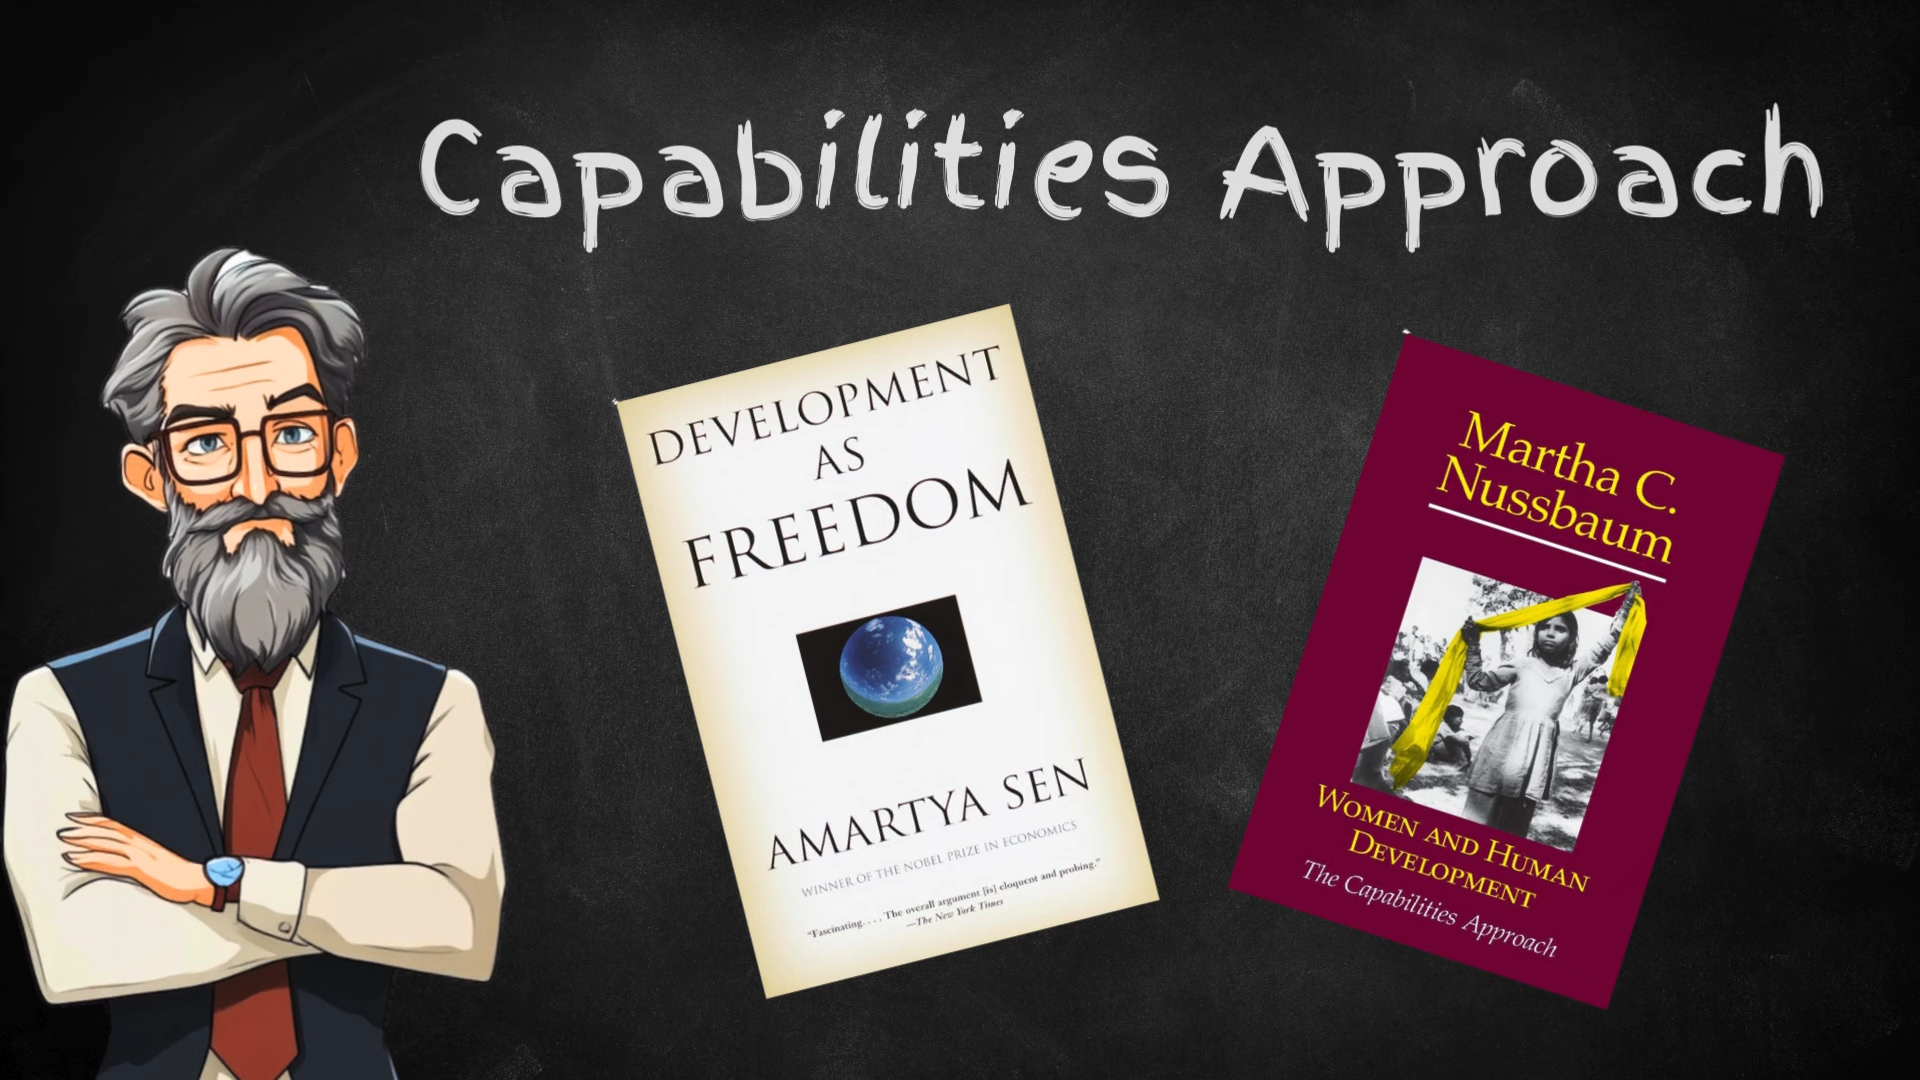 Capabilities Approach
DEVELOPMENT
AS
FREEDOM
AMARTYA SEN
WINNER OF THE NOBEL PRIZE IN ECONOMICS
"Fascinating. . . . The overall argument [is] eloquent and probing."
—The New York Times
Martha C.
Nussbaum
WOMEN AND HUMAN
DEVELOPMENT
The Capabilities Approach